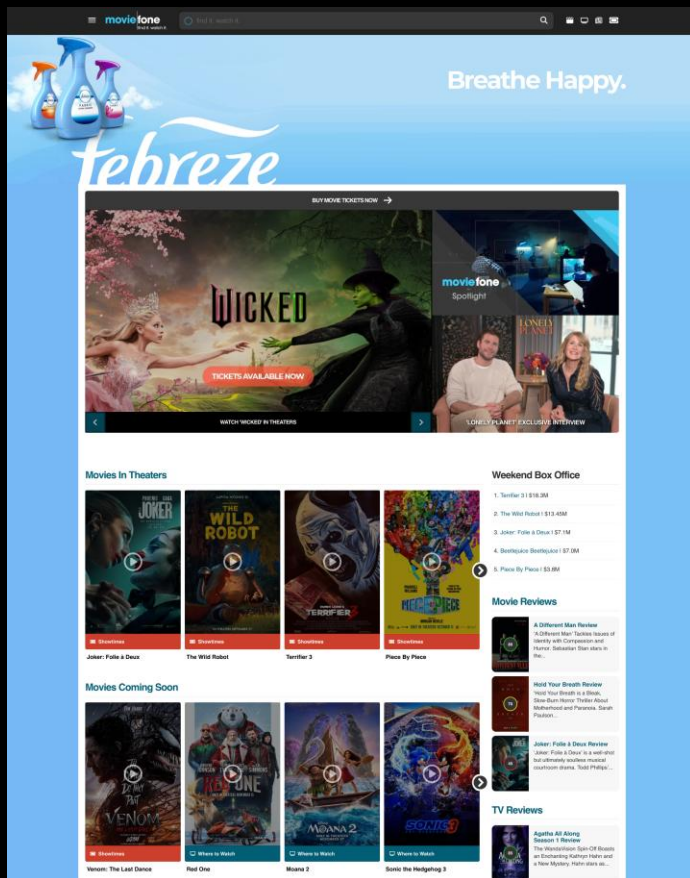 moviefone
find it. watch it.
find it. watch it.
Breathe Happy.
febreze
BUY MOVIE TICKETS NOW
WICKED
TICKETS AVAILABLE NOW
WATCH 'WICKED' IN THEATERS
moviefone
Spotlight
LONELY
PLANET
'LONELY PLANET' EXCLUSIVE INTERVIEW
Movies In Theaters
JOKER
THE
WILD
ROBOT
TERRIFIER 3
PIECE BY PIECE
Showtimes
Showtimes
Showtimes
Showtimes
Joker: Folie à Deux
The Wild Robot
Terrifier 3
Piece By Piece
Movies Coming Soon
'TIL
DEATH
DO THEY
PART
VENOM
RED ONE
MOANA 2
SONIC 3
Showtimes
Where to Watch
Where to Watch
Where to Watch
Venom: The Last Dance
Red One
Moana 2
Sonic the Hedgehog 3
Weekend Box Office
1. Terrifier 3 | $18.3M
2. The Wild Robot | $13.45M
3. Joker: Folie à Deux | $7.1M
4. Beetlejuice Beetlejuice | $7.0M
5. Piece By Piece | $3.8M
Movie Reviews
A Different Man Review
'A Different Man' Tackles Issues of
Identity with Compassion and
Humor. Sebastian Stan stars in
the...
Hold Your Breath Review
'Hold Your Breath is a Bleak,
Slow-Burn Horror Thriller About
Motherhood and Paranoia. Sarah
Paulson...
Joker: Folie à Deux Review
'Joker: Folie à Deux' is a well-shot
but ultimately soulless musical
courtroom drama. Todd Phillips'...
TV Reviews
Agatha All Along
Season 1 Review
The WandaVision Spin-Off Boasts
an Enchanting Kathryn Hahn and
a New Mystery. Hahn stars as...